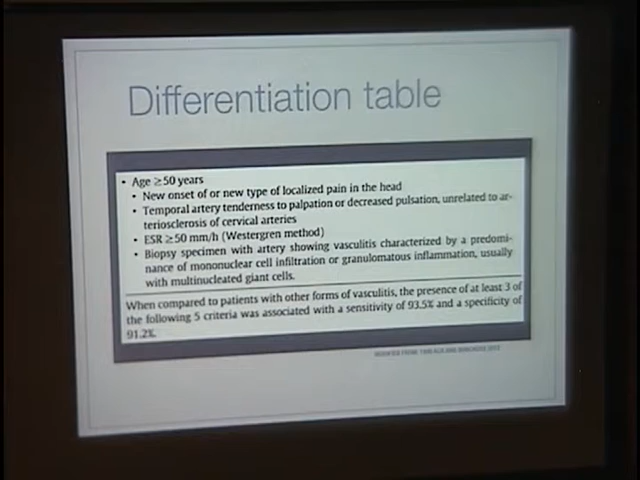 Differentiation table
• Age ≥50 years
• New onset of or new type of localized pain in the head
• Temporal artery tenderness to palpation or decreased pulsation, unrelated to ar-
teriosclerosis of cervical arteries
• ESR ≥50 mm/h (Westergren method)
• Biopsy specimen with artery showing vasculitis characterized by a predomi-
nance of mononuclear cell infiltration or granulomatous inflammation, usually
with multinucleated giant cells.
When compared to patients with other forms of vasculitis, the presence of at least 3 of
the following 5 criteria was associated with a sensitivity of 93.5% and a specificity of
91.2%.
MODIFIED FROM